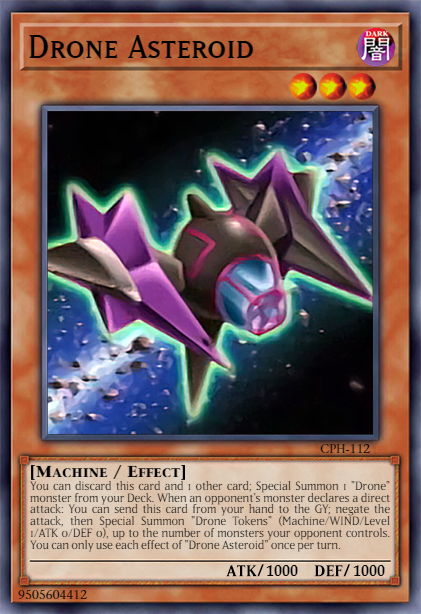 Drone Asteroid
DARK
闇
CPH-112
[Machine / Effect]
You can discard this card and 1 other card; Special Summon 1 "Drone"
monster from your Deck. When an opponent's monster declares a direct
attack: You can send this card from your hand to the GY; negate the
attack, then Special Summon "Drone Tokens" (Machine/WIND/Level
1/ATK 0/DEF 0), up to the number of monsters your opponent controls.
You can only use each effect of "Drone Asteroid" once per turn.
ATK/1000 DEF/1000
9505604412